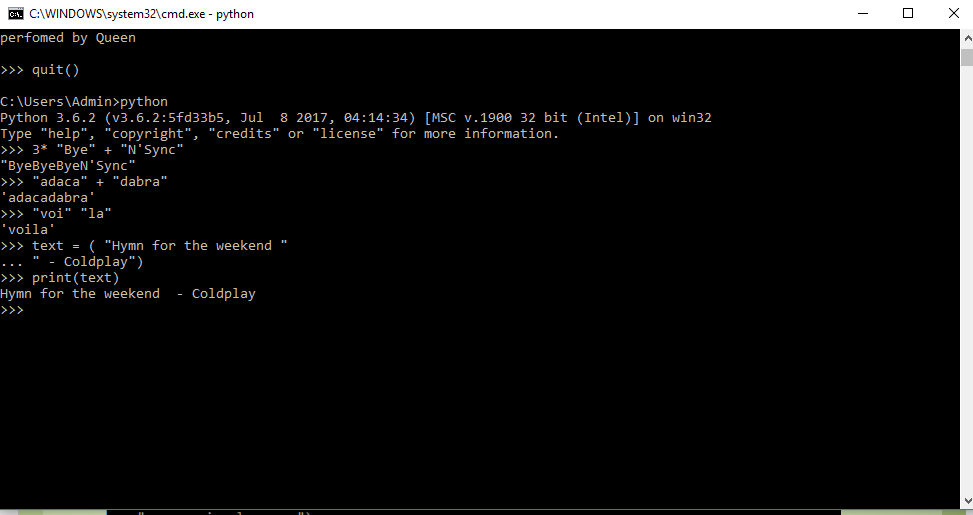 C:\WINDOWS\system32\cmd.exe - python
perfomed by Queen
>>> quit()
C:\Users\Admin>python
Python 3.6.2 (v3.6.2:5fd33b5, Jul  8 2017, 04:14:34) [MSC v.1900 32 bit (Intel)] on win32
Type "help", "copyright", "credits" or "license" for more information.
>>> 3* "Bye" + "N'Sync"
"ByeByeByeN'Sync"
>>> "adaca" + "dabra"
'adacadabra'
>>> "voi" "la"
'voila'
>>> text = ( "Hymn for the weekend "
... " - Coldplay")
>>> print(text)
Hymn for the weekend  - Coldplay
>>>